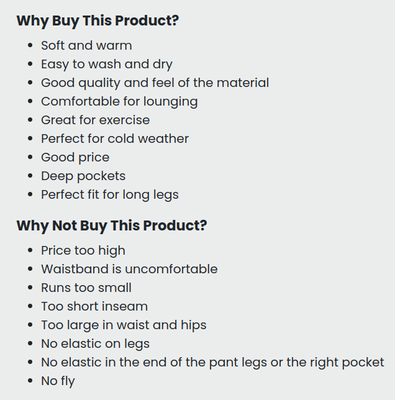 Why Buy This Product?
• Soft and warm
• Easy to wash and dry
• Good quality and feel of the material
• Comfortable for lounging
• Great for exercise
• Perfect for cold weather
• Good price
• Deep pockets
• Perfect fit for long legs
Why Not Buy This Product?
• Price too high
• Waistband is uncomfortable
• Runs too small
• Too short inseam
• Too large in waist and hips
• No elastic on legs
• No elastic in the end of the pant legs or the right pocket
• No fly